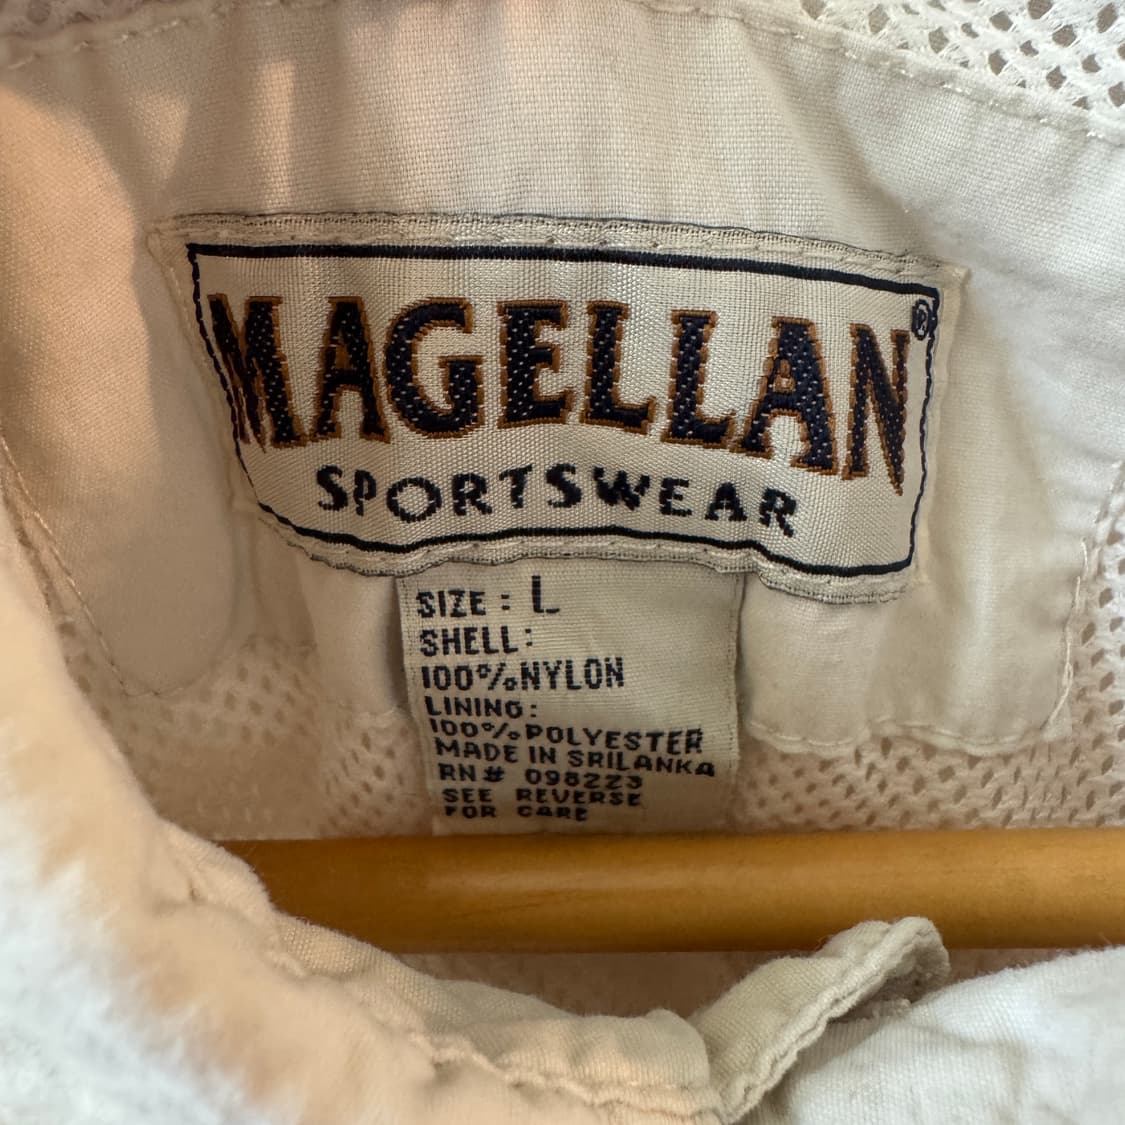 MAGELLAN®
SPORTSWEAR
SIZE: L
SHELL:
100%NYLON
LINING:
100%POLYESTER
MADE IN SRILANKA
RN# 098223
SEE REVERSE
FOR CARE